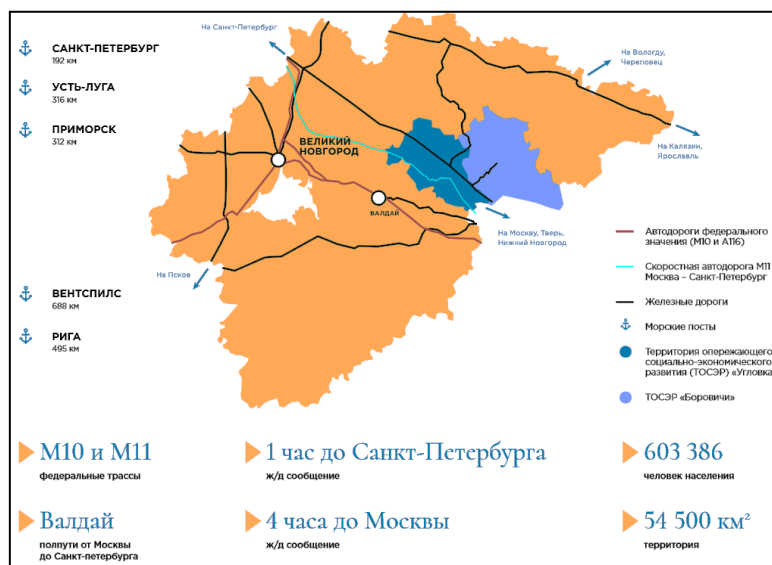 На Санкт-Петербург
САНКТ-ПЕТЕРБУРГ
192 км
УСТЬ-ЛУГА
316 км
ПРИМОРСК
312 км
На Вологду,
Череповец
ВЕЛИКИЙ
НОВГОРОД
На Калязин,
Ярославль
ВАЛДАЙ
На Москву, Тверь,
Нижний Новгород
На Псков
ВЕНТСПИЛС
688 км
РИГА
495 км
Автодороги федерального
значения (М10 и А116)
Скоростная автодорога М11
Москва – Санкт-Петербург
Железные дороги
Морские посты
Территория опережающего
социально-экономического
развития (ТОСЭР) «Угловка»
ТОСЭР «Боровичи»
М10 и М11
федеральные трассы
1 час до Санкт-Петербурга
ж/д сообщение
603 386
человек населения
Валдай
полпути от Москвы
до Санкт-петербурга
4 часа до Москвы
ж/д сообщение
54 500 км²
территория